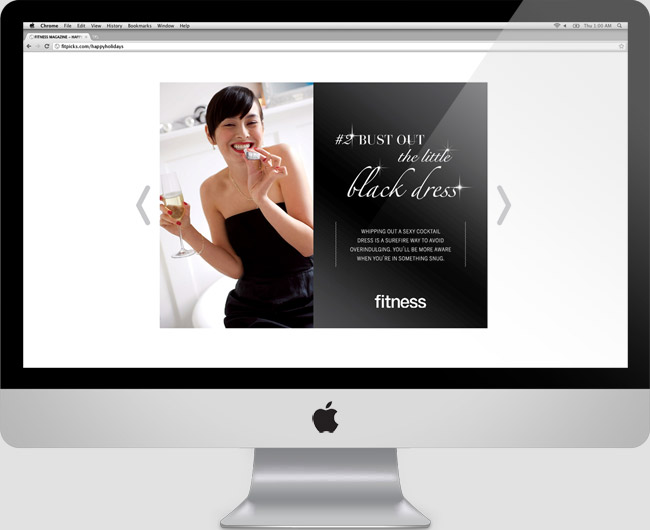 Chrome File Edit View History Bookmarks Window Help Thu 1:00 AM
FITNESS MAGAZINE – HAPP
fitpicks.com/happyholidays
#2 BUST OUT
the little
black dress
WHIPPING OUT A SEXY COCKTAIL
DRESS IS A SUREFIRE WAY TO AVOID
OVERINDULGING. YOU'LL BE MORE AWARE
WHEN YOU'RE IN SOMETHING SNUG.
fitness